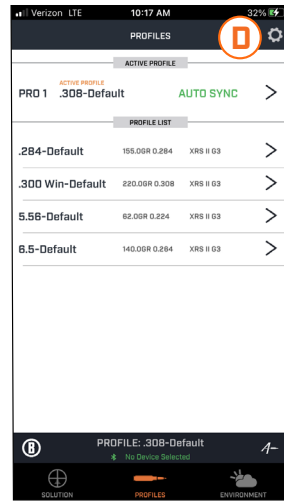 Verizon LTE 10:17 AM 32%
PROFILES D
ACTIVE PROFILE
ACTIVE PROFILE
PRO 1 .308-Default AUTO SYNC
PROFILE LIST
.284-Default 155.0GR 0.284 XRS II G3
.300 Win-Default 220.0GR 0.308 XRS II G3
5.56-Default 62.0GR 0.224 XRS II G3
6.5-Default 140.0GR 0.264 XRS II G3
B PROFILE: .308-Default A-
No Device Selected
SOLUTION PROFILES ENVIRONMENT